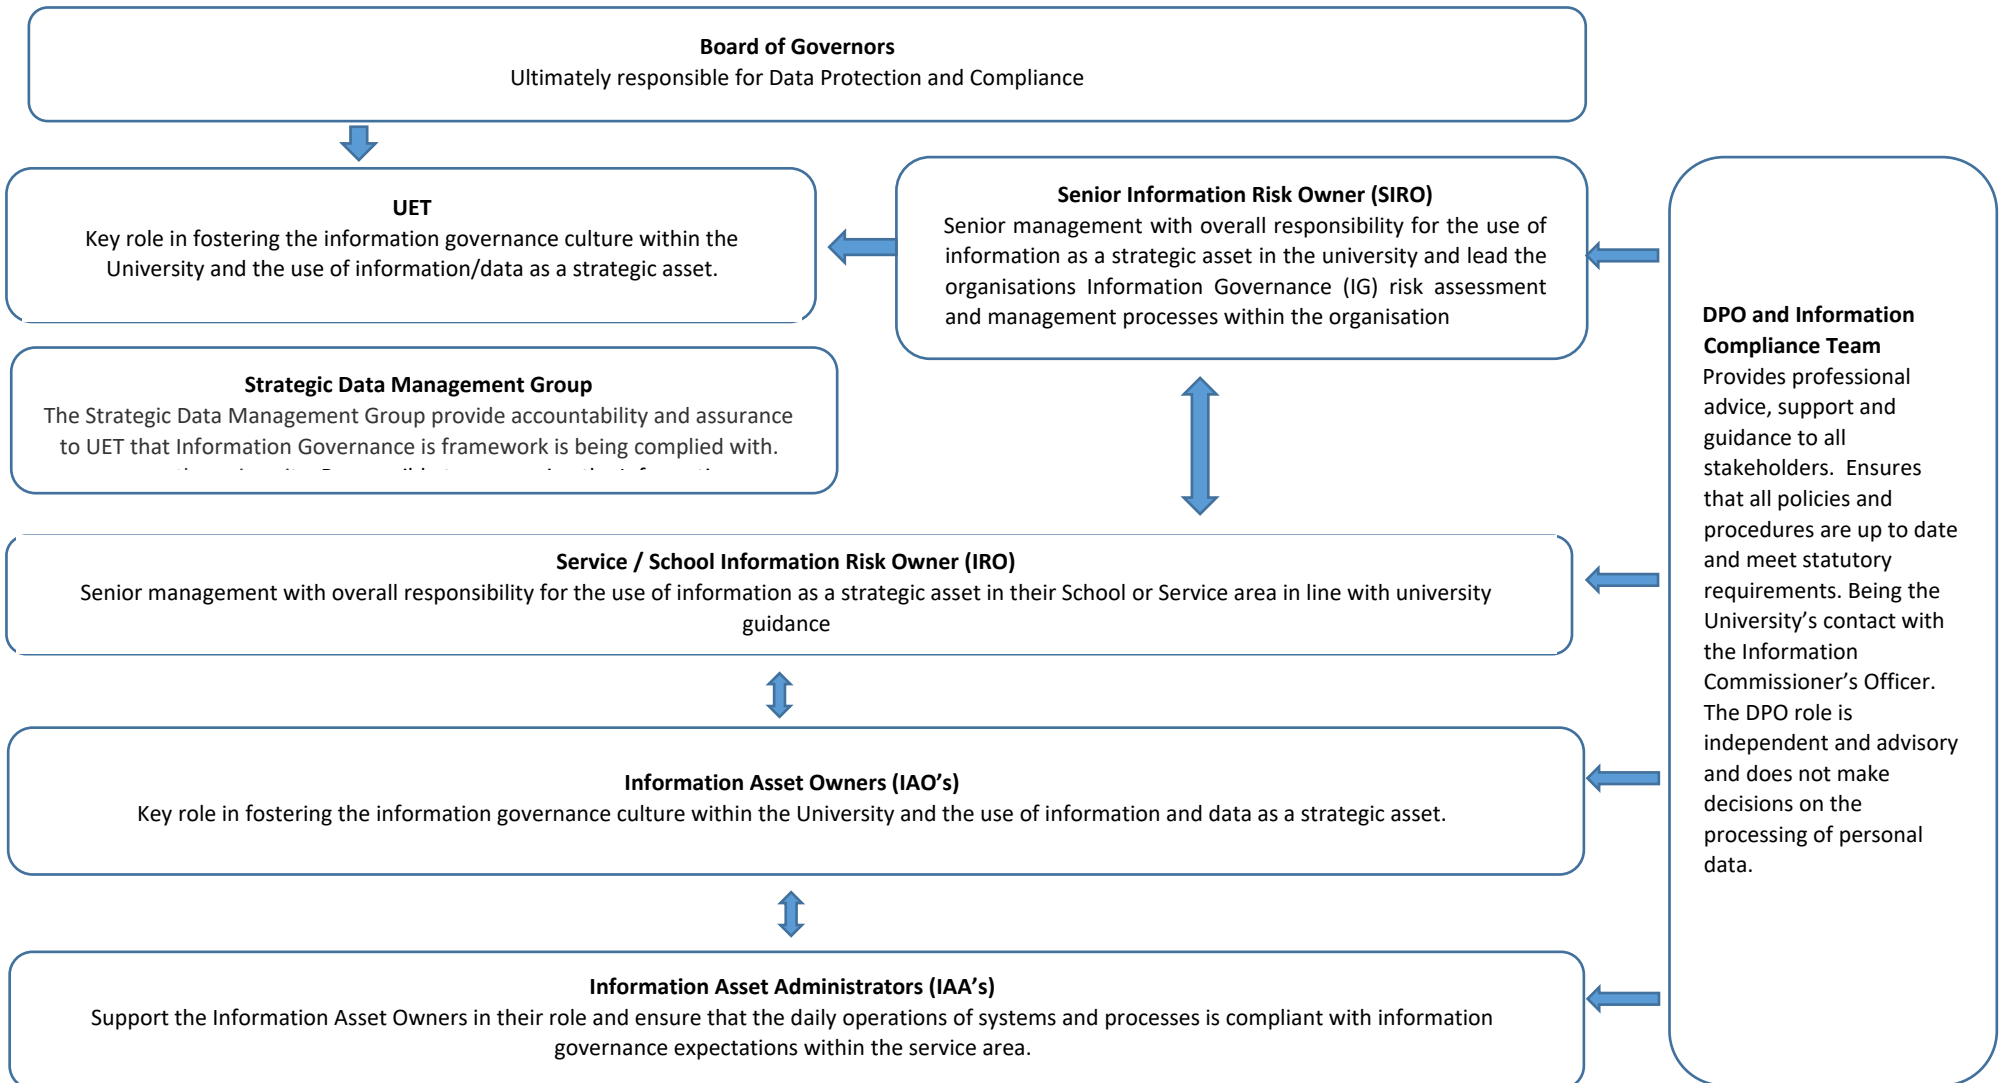 Board of Governors
Ultimately responsible for Data Protection and Compliance
UET
Key role in fostering the information governance culture within the
University and the use of information/data as a strategic asset.
Senior Information Risk Owner (SIRO)
Senior management with overall responsibility for the use of
information as a strategic asset in the university and lead the
organisations Information Governance (IG) risk assessment
and management processes within the organisation
Strategic Data Management Group
The Strategic Data Management Group provide accountability and assurance
to UET that Information Governance is framework is being complied with.
Service / School Information Risk Owner (IRO)
Senior management with overall responsibility for the use of information as a strategic asset in their School or Service area in line with university
guidance
Information Asset Owners (IAO’s)
Key role in fostering the information governance culture within the University and the use of information and data as a strategic asset.
Information Asset Administrators (IAA’s)
Support the Information Asset Owners in their role and ensure that the daily operations of systems and processes is compliant with information
governance expectations within the service area.
DPO and Information
Compliance Team
Provides professional
advice, support and
guidance to all
stakeholders. Ensures
that all policies and
procedures are up to date
and meet statutory
requirements. Being the
University’s contact with
the Information
Commissioner’s Officer.
The DPO role is
independent and advisory
and does not make
decisions on the
processing of personal
data.